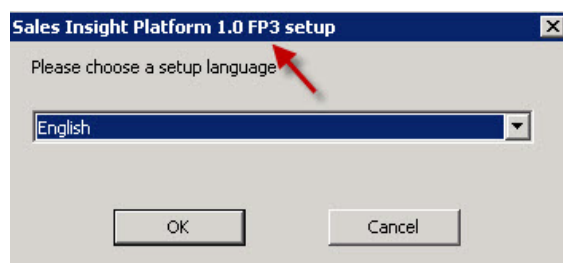 Sales Insight Platform 1.0 FP3 setup
Please choose a setup language
English
OK
Cancel